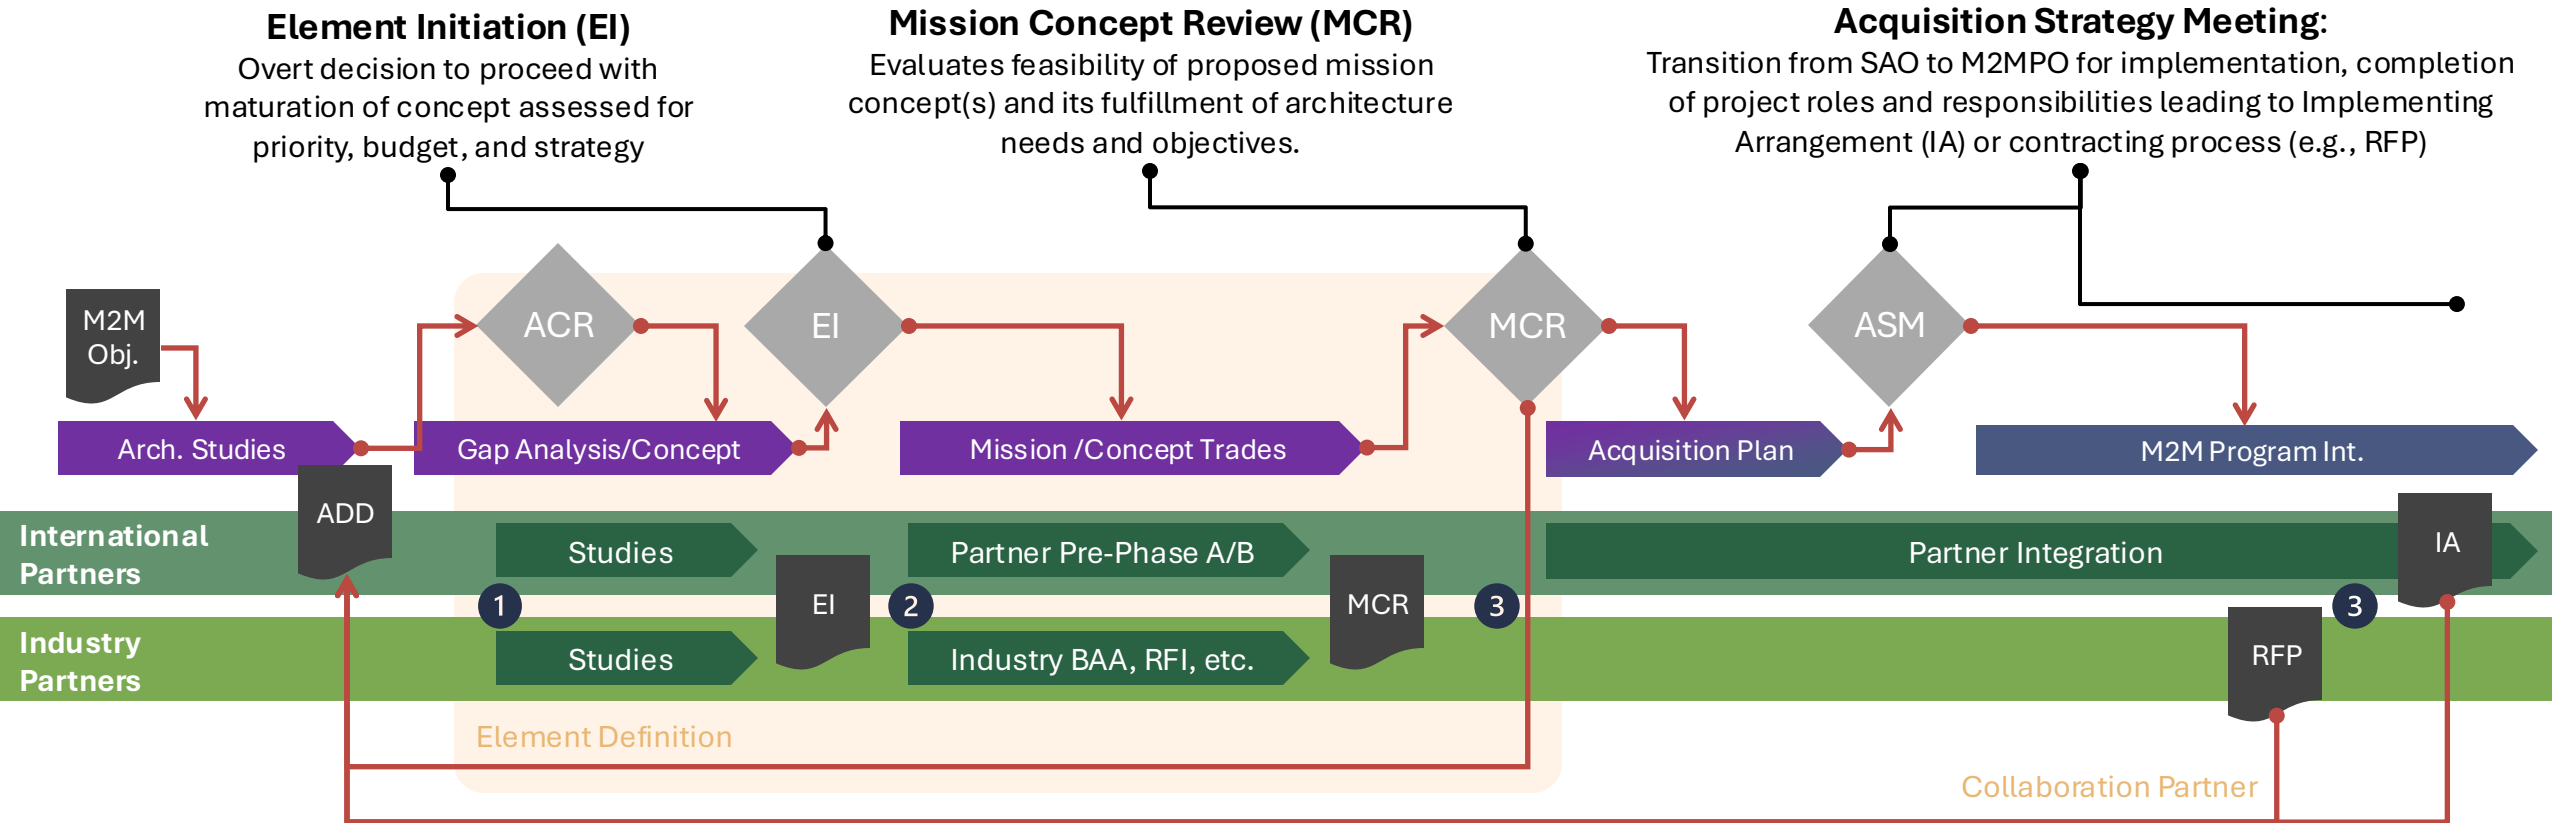 Element Initiation (EI)
Overt decision to proceed with
maturation of concept assessed for
priority, budget, and strategy
Mission Concept Review (MCR)
Evaluates feasibility of proposed mission
concept(s) and its fulfillment of architecture
needs and objectives.
Acquisition Strategy Meeting:
Transition from SAO to M2MPO for implementation, completion
of project roles and responsibilities leading to Implementing
Arrangement (IA) or contracting process (e.g., RFP)
M2M
Obj.
ACR
EI
MCR
ASM
Arch. Studies
Gap Analysis/Concept
Mission /Concept Trades
Acquisition Plan
M2M Program Int.
ADD
International
Partners
Studies
Partner Pre-Phase A/B
Partner Integration
IA
1
EI
2
MCR
3
3
Industry
Partners
Studies
Industry BAA, RFI, etc.
RFP
Element Definition
Collaboration Partner